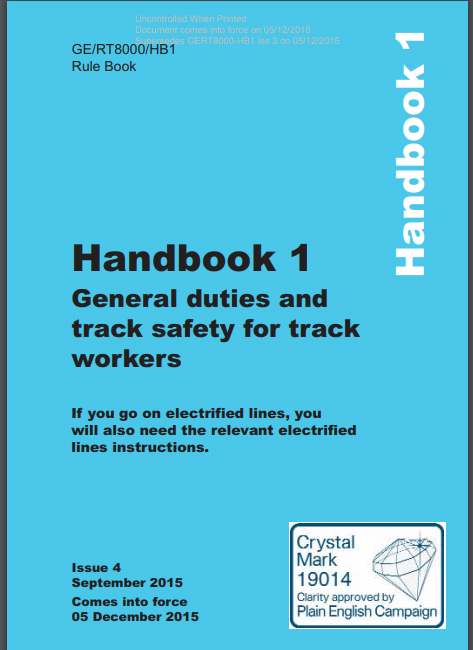 Uncontrolled When Printed
Document comes into force on 05/12/2015
Supersedes GERT8000-HB1 Iss 3 on 05/12/2015
GE/RT8000/HB1
Rule Book
Handbook 1
Handbook 1
General duties and
track safety for track
workers
If you go on electrified lines, you
will also need the relevant electrified
lines instructions.
Issue 4
September 2015
Comes into force
05 December 2015
Crystal
Mark
19014
Clarity approved by
Plain English Campaign